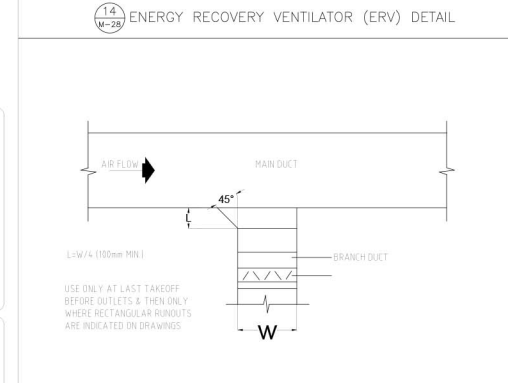 14
M-28
ENERGY RECOVERY VENTILATOR (ERV) DETAIL
AIR FLOW
MAIN DUCT
45°
L
L=W/4 (100mm MIN.)
BRANCH DUCT
USE ONLY AT LAST TAKEOFF
BEFORE OUTLETS & THEN ONLY
WHERE RECTANGULAR RUNOUTS
ARE INDICATED ON DRAWINGS
W